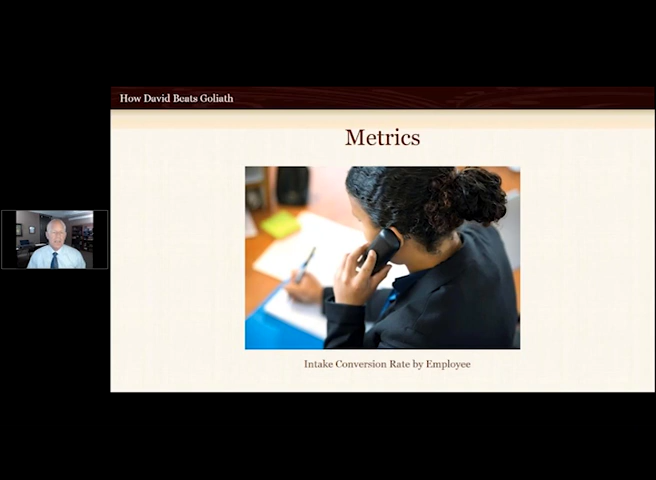 How David Beats Goliath
Metrics
Intake Conversion Rate by Employee